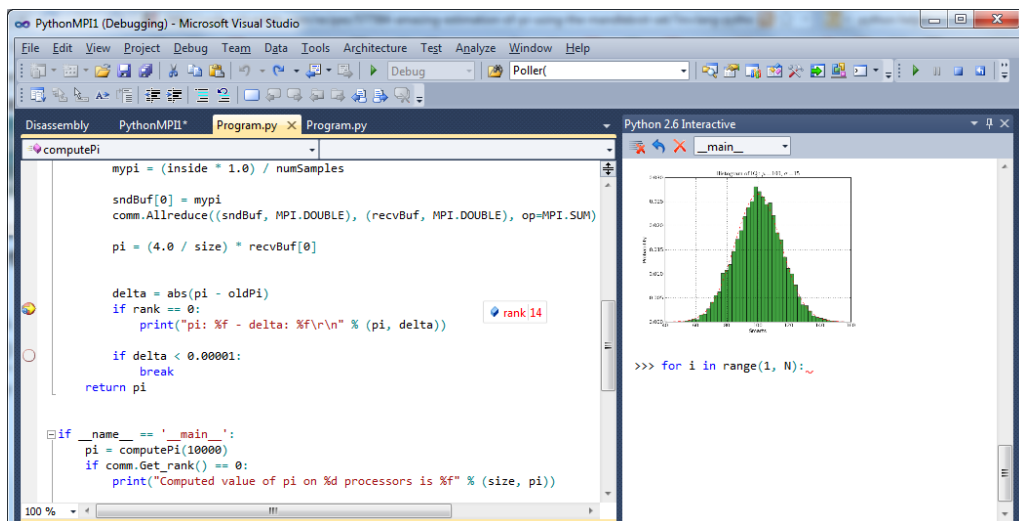 PythonMPI1 (Debugging) - Microsoft Visual Studio
File Edit View Project Debug Team Data Tools Architecture Test Analyze Window Help
Debug Poller(
Disassembly PythonMPI1* Program.py Program.py
computePi
mypi = (inside * 1.0) / numSamples
sndBuf[0] = mypi
comm.Allreduce((sndBuf, MPI.DOUBLE), (recvBuf, MPI.DOUBLE), op=MPI.SUM)
pi = (4.0 / size) * recvBuf[0]
delta = abs(pi - oldPi)
if rank == 0:
rank 14
print("pi: %f - delta: %f\r\n" % (pi, delta))
if delta < 0.00001:
break
return pi
if __name__ == '__main__':
pi = computePi(10000)
if comm.Get_rank() == 0:
print("Computed value of pi on %d processors is %f" % (size, pi))
100 %
Python 2.6 Interactive
__main__
Histogram of IQ:
Probability
Smarts
>>> for i in range(1, N):